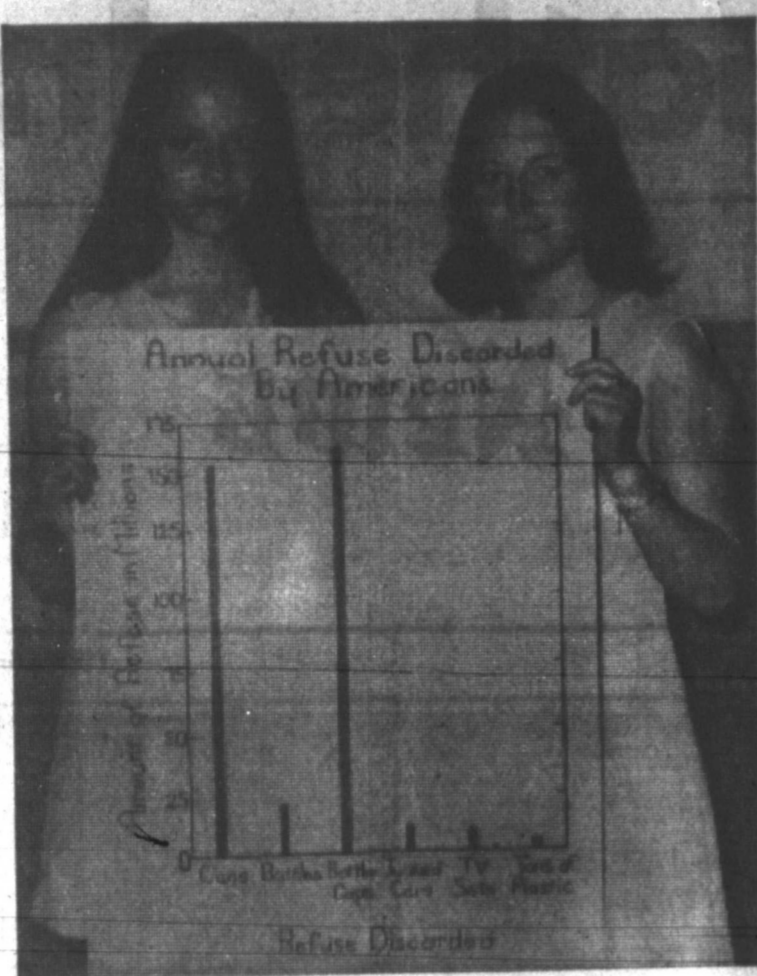 Annual Refuse Discarded
By Americans
175
150
125
100
75
50
25
0
Amount of Refuse in Millions
Cans Bottles Bottle Junked TV Tons of
Caps Cars Sets Plastic
Refuse Discarded